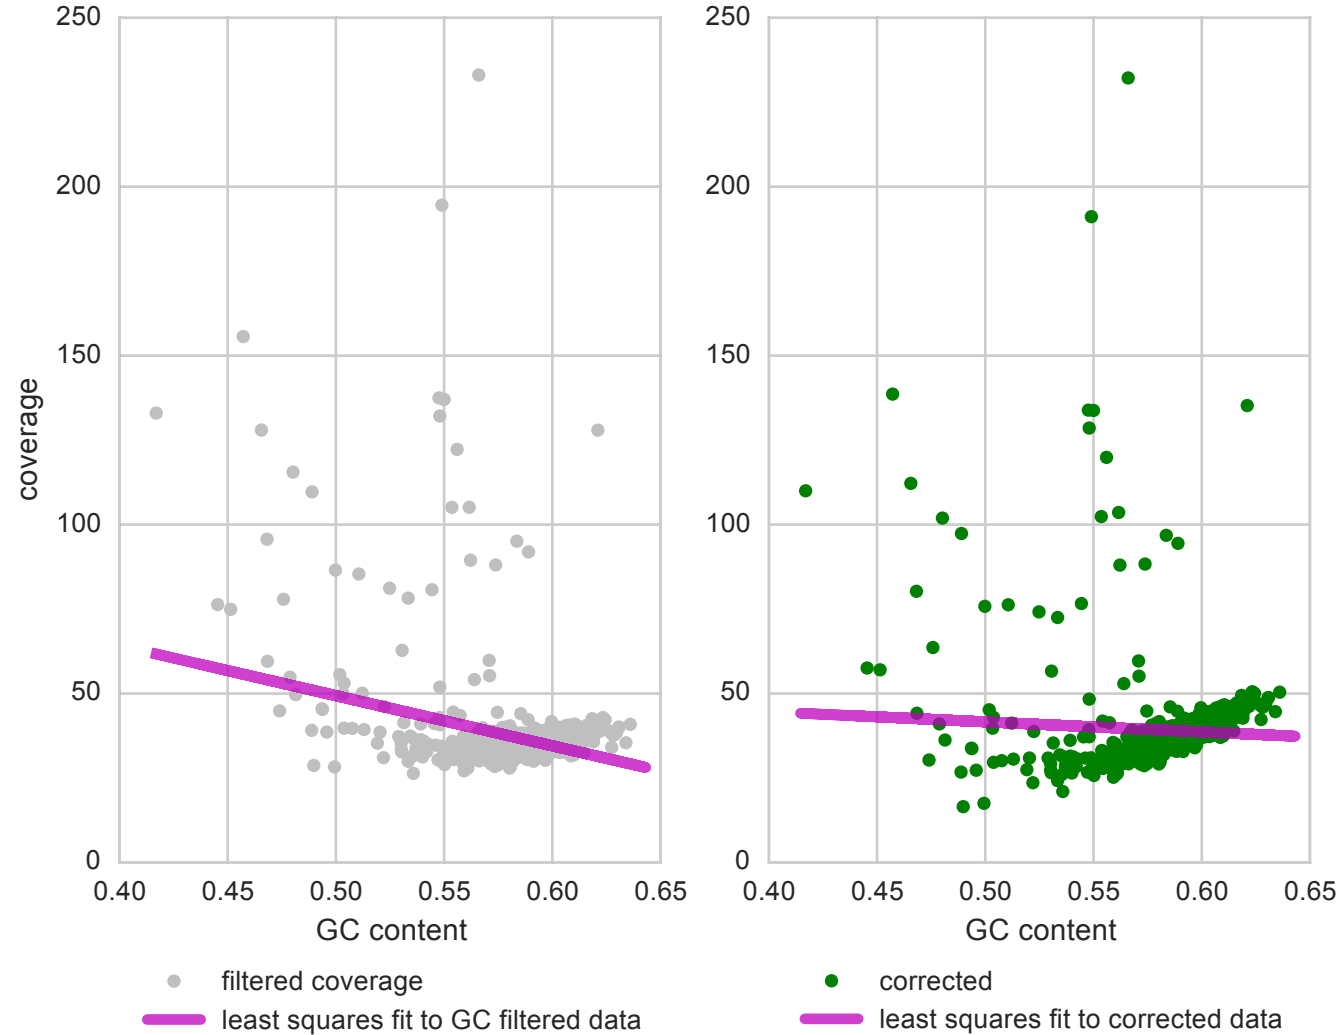 250
200
150
100
50
0
coverage
0.40 0.45 0.50 0.55 0.60 0.65
GC content
filtered coverage
least squares fit to GC filtered data
250
200
150
100
50
0
0.40 0.45 0.50 0.55 0.60 0.65
GC content
corrected
least squares fit to corrected data